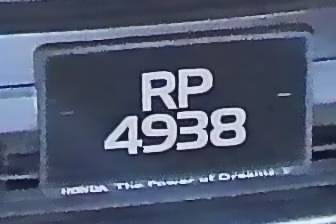 RP
4938
HONDA The Power of Dreams